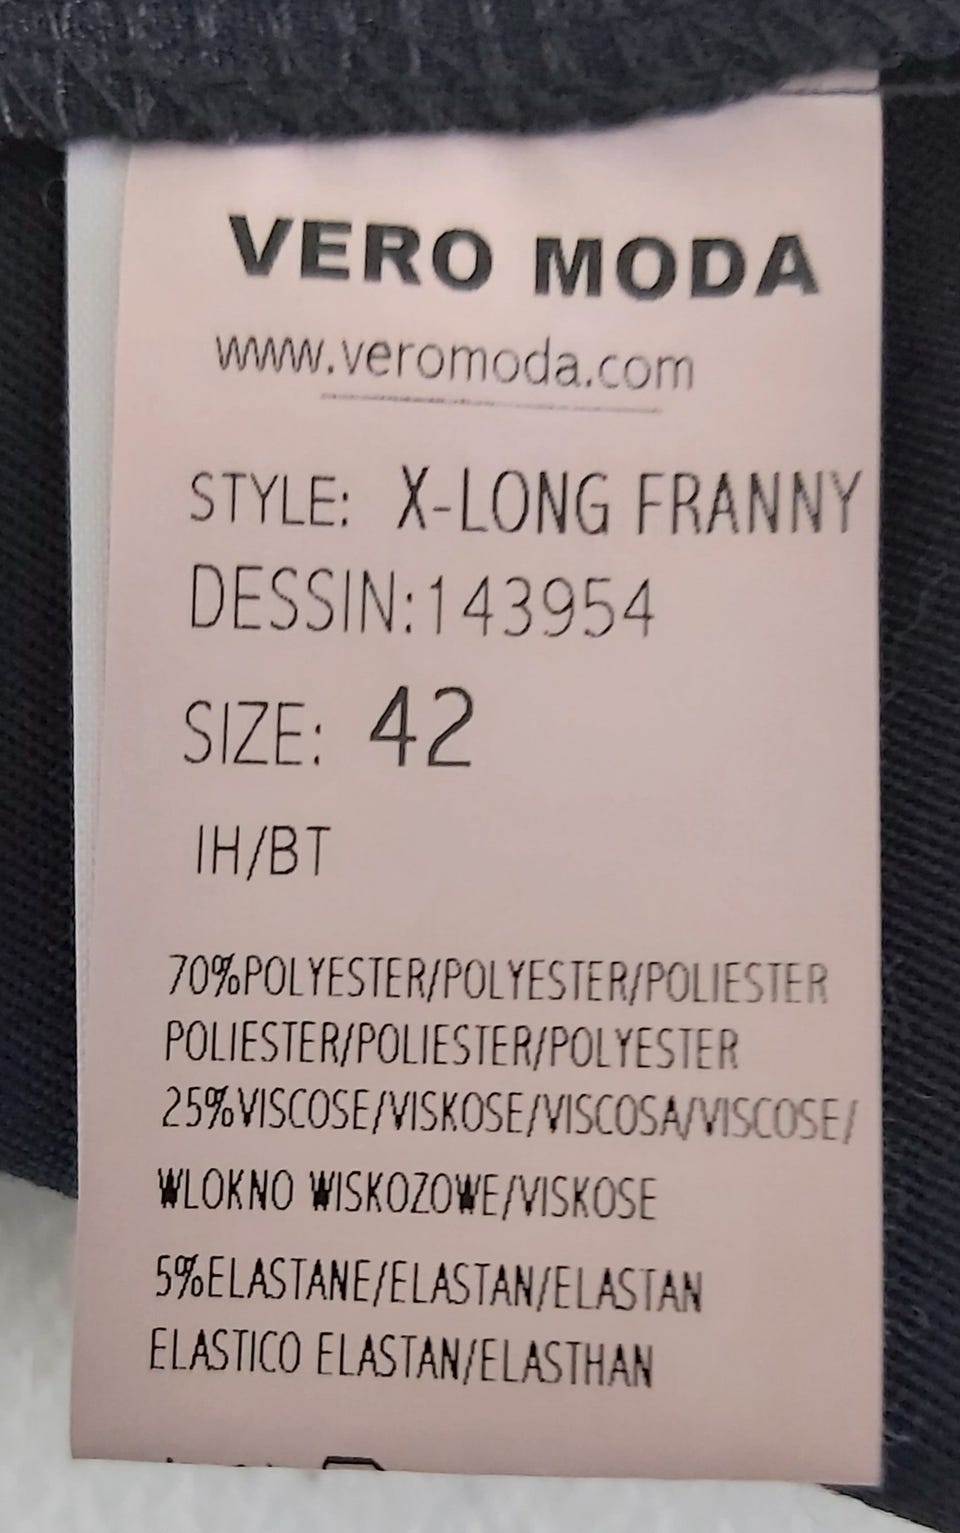 VERO MODA
www.veromoda.com
STYLE: X-LONG FRANNY
DESSIN:143954
SIZE: 42
IH/BT
70%POLYESTER/POLYESTER/POLIESTER
POLIESTER/POLIESTER/POLYESTER
25%VISCOSE/VISKOSE/VISCOSA/VISCOSE/
WLOKNO WISKOZOWE/VISKOSE
5%ELASTANE/ELASTAN/ELASTAN
ELASTICO ELASTAN/ELASTHAN